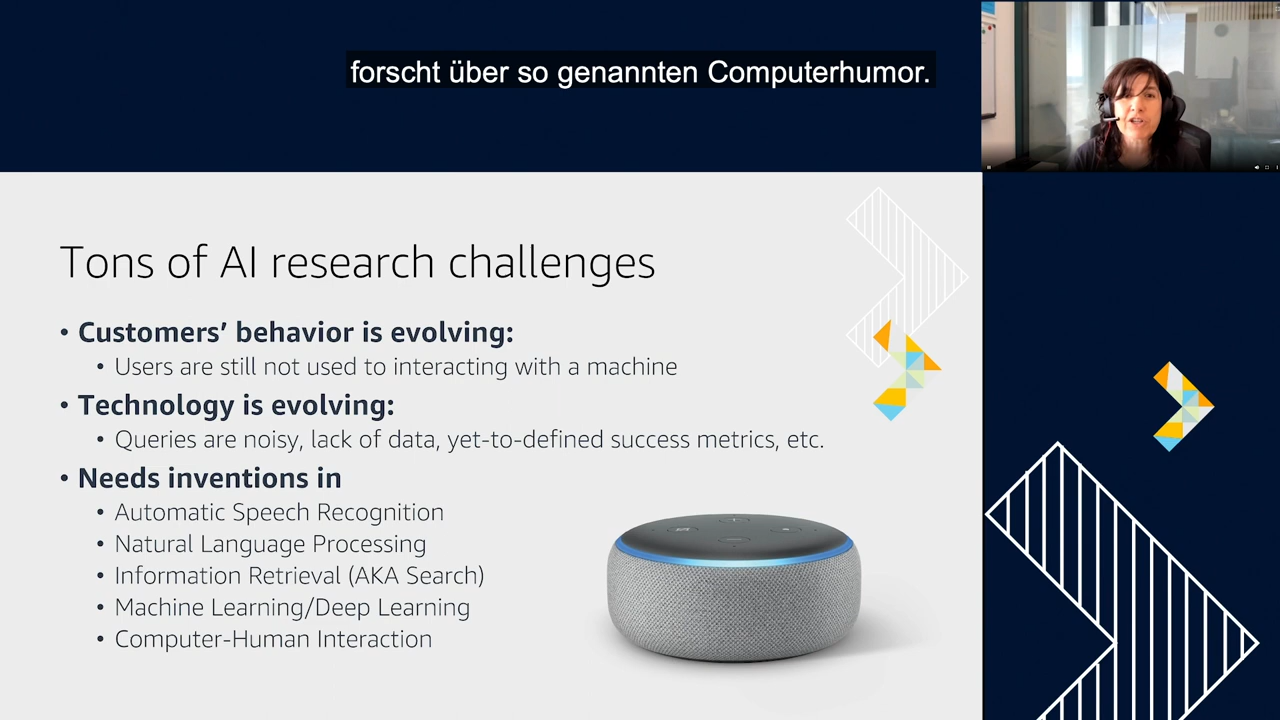 forscht über so genannten Computerhumor.
Tons of AI research challenges
• Customers’ behavior is evolving:
• Users are still not used to interacting with a machine
• Technology is evolving:
• Queries are noisy, lack of data, yet-to-defined success metrics, etc.
• Needs inventions in
• Automatic Speech Recognition
• Natural Language Processing
• Information Retrieval (AKA Search)
• Machine Learning/Deep Learning
• Computer-Human Interaction